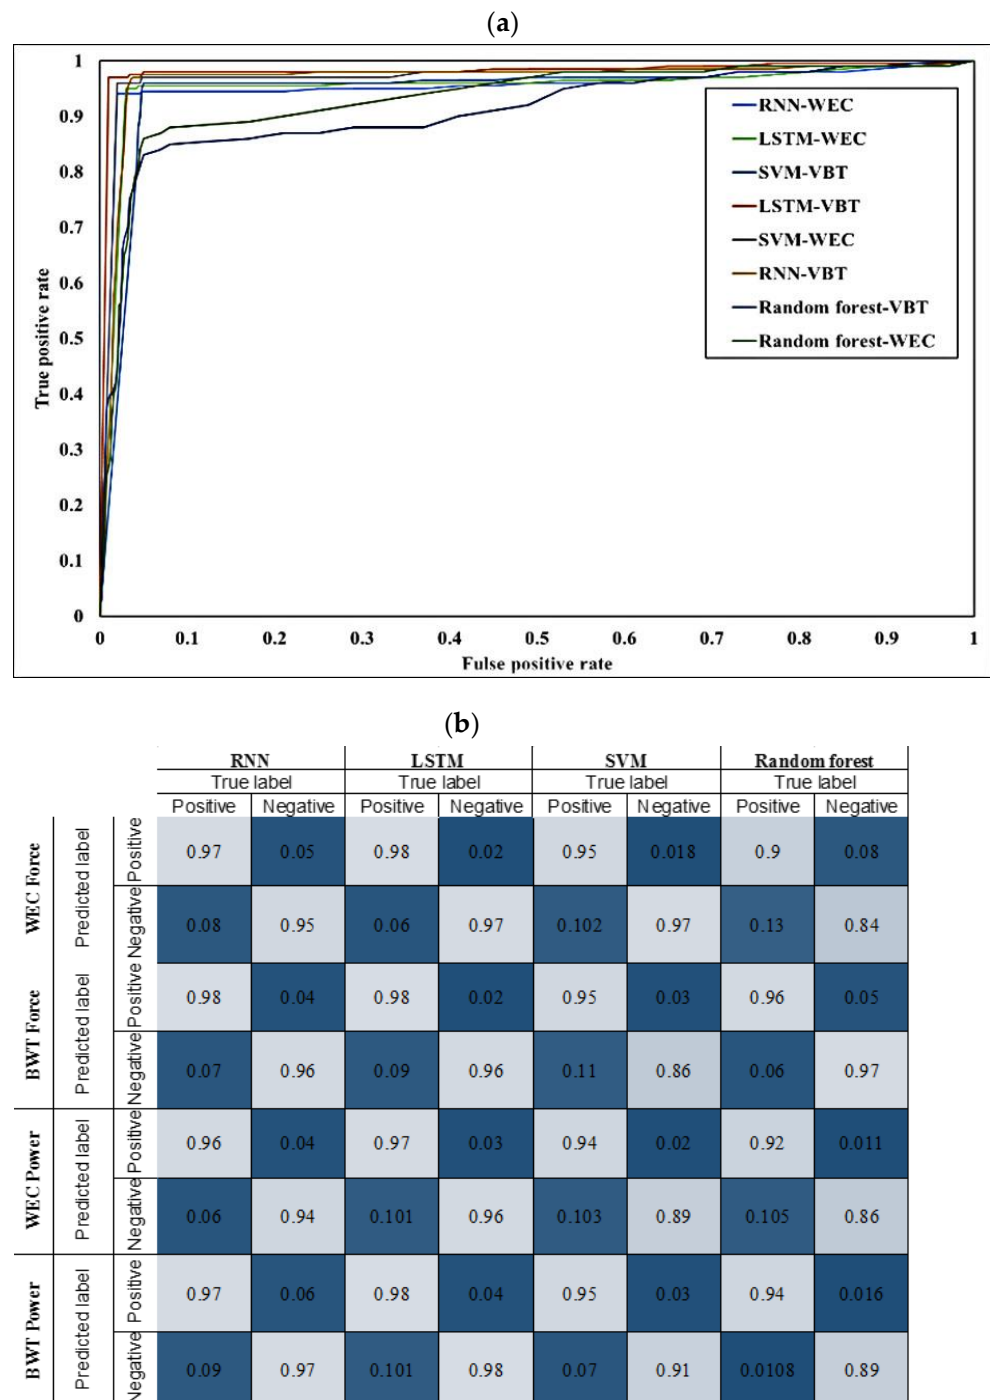 (a)
1
0.9
0.8
0.7
0.6
0.5
0.4
0.3
0.2
0.1
0
True positive rate
RNN-WEC
LSTM-WEC
SVM-VBT
LSTM-VBT
SVM-WEC
RNN-VBT
Random forest-VBT
Random forest-WEC
0 0.1 0.2 0.3 0.4 0.5 0.6 0.7 0.8 0.9 1
Fulse positive rate
(b)
RNN LSTM SVM Random forest
True label True label True label True label
Positive Negative Positive Negative Positive Negative Positive Negative
WEC Force
Predicted label
Positive 0.97 0.05 0.98 0.02 0.95 0.018 0.9 0.08
Negative 0.08 0.95 0.06 0.97 0.102 0.97 0.13 0.84
BWT Force
Predicted label
Positive 0.98 0.04 0.98 0.02 0.95 0.03 0.96 0.05
Negative 0.07 0.96 0.09 0.96 0.11 0.86 0.06 0.97
WEC Power
Predicted label
Positive 0.96 0.04 0.97 0.03 0.94 0.02 0.92 0.011
Negative 0.06 0.94 0.101 0.96 0.103 0.89 0.105 0.86
BWT Power
Predicted label
Positive 0.97 0.06 0.98 0.04 0.95 0.03 0.94 0.016
Negative 0.09 0.97 0.101 0.98 0.07 0.91 0.0108 0.89